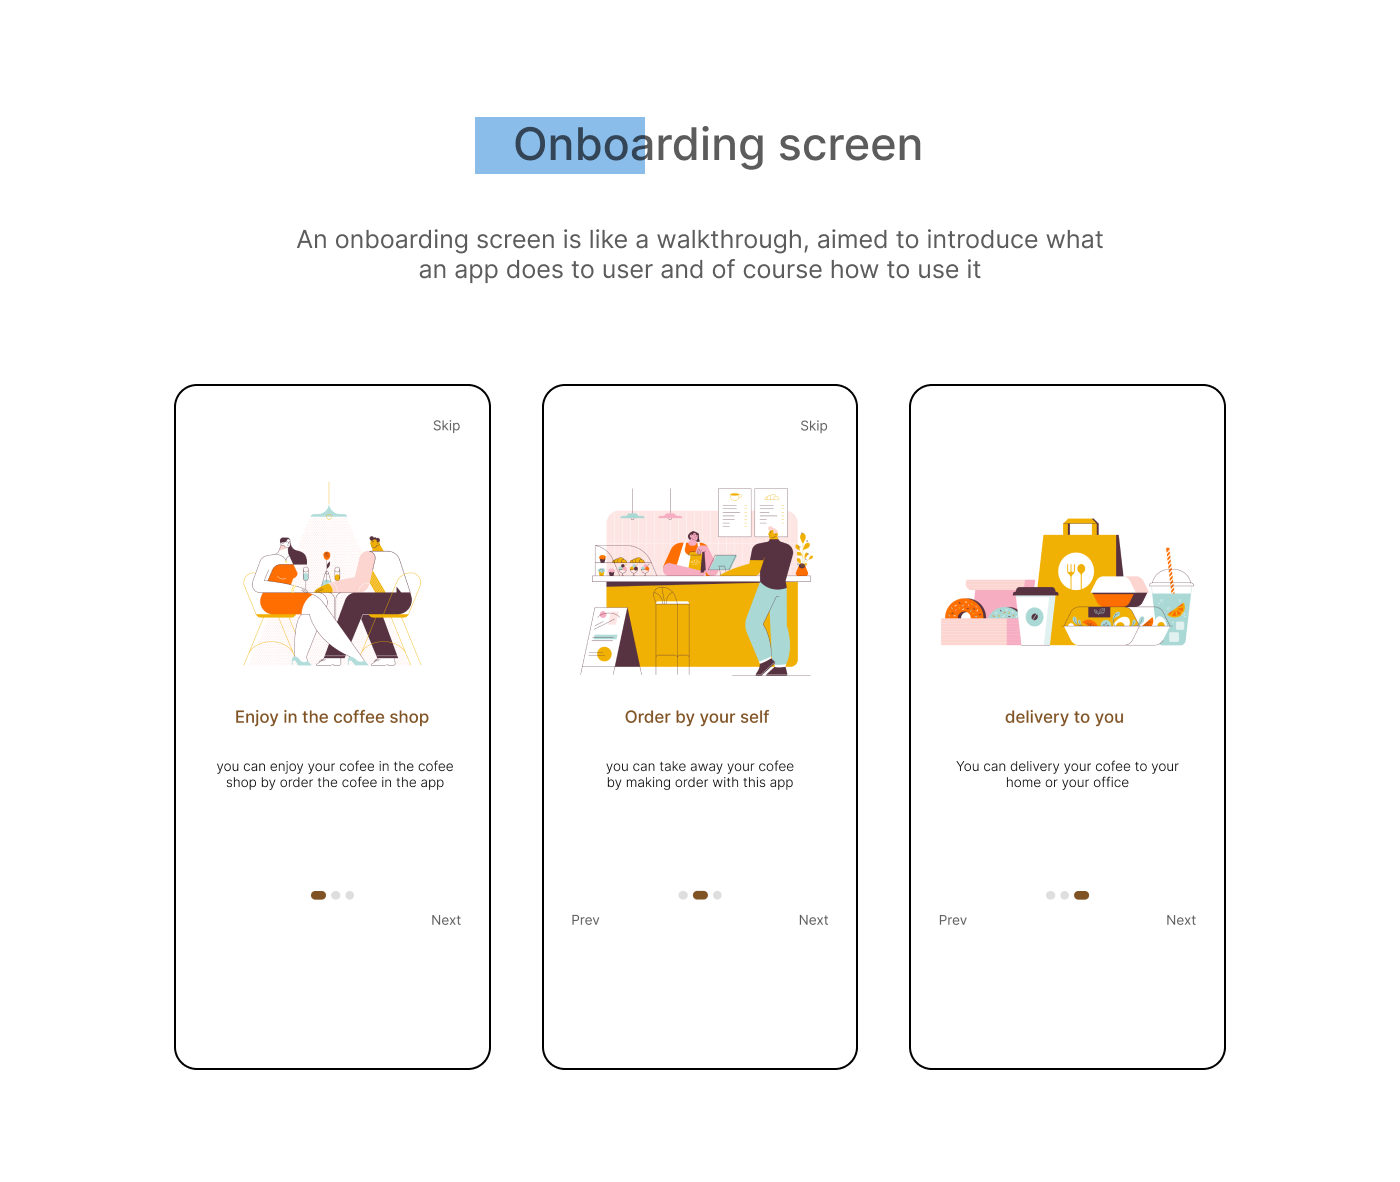 Onboarding screen
An onboarding screen is like a walkthrough, aimed to introduce what
an app does to user and of course how to use it
Skip
Enjoy in the coffee shop
you can enjoy your cofee in the cofee
shop by order the cofee in the app
Next
Skip
Order by your self
you can take away your cofee
by making order with this app
Prev
Next
delivery to you
You can delivery your cofee to your
home or your office
Prev
Next